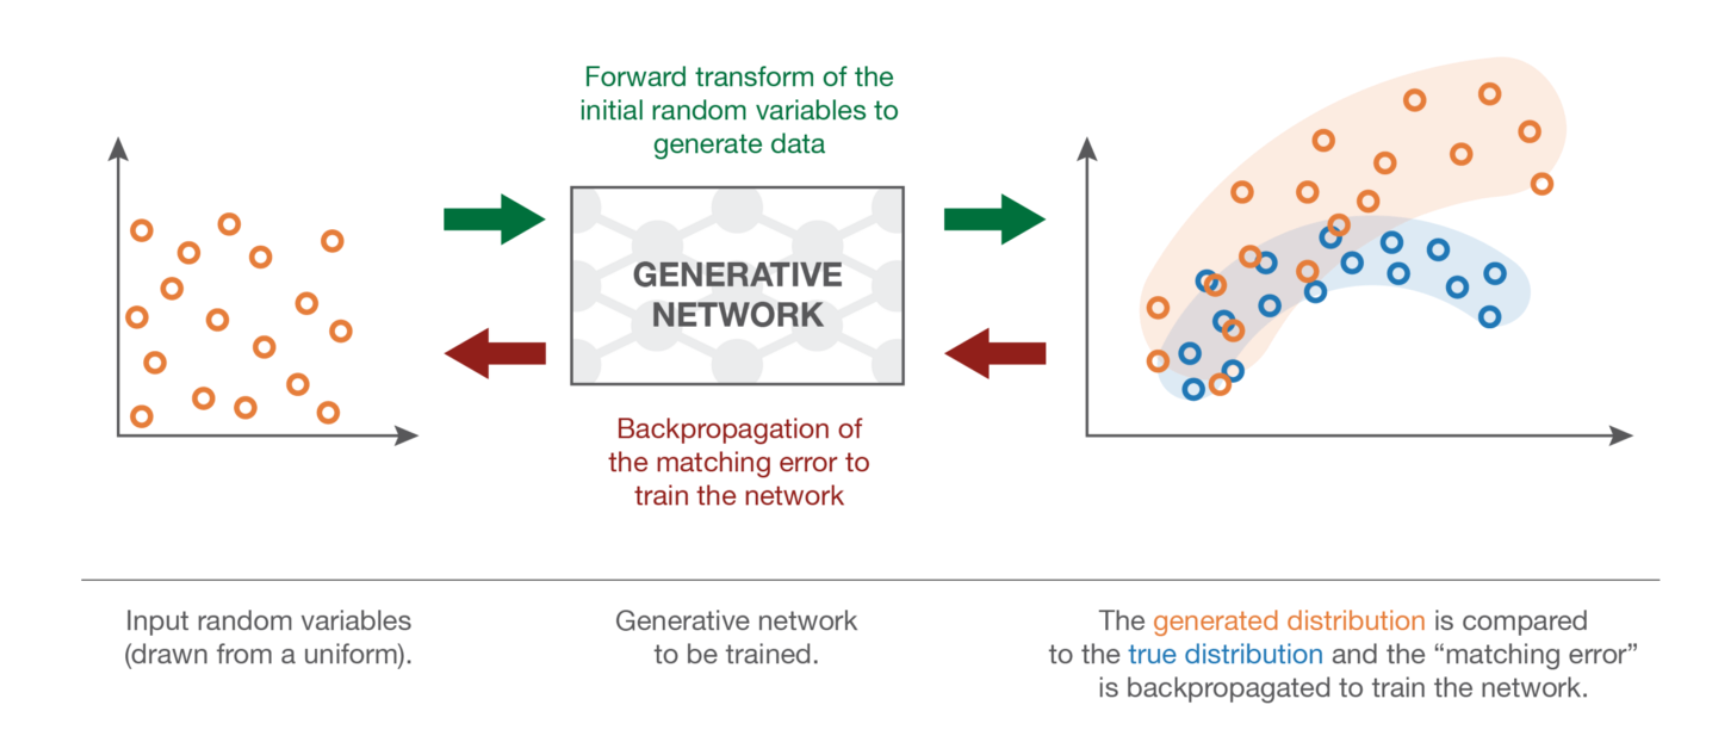 Forward transform of the
initial random variables to
generate data
GENERATIVE
NETWORK
Backpropagation of
the matching error to
train the network
Input random variables
(drawn from a uniform).
Generative network
to be trained.
The generated distribution is compared
to the true distribution and the “matching error”
is backpropagated to train the network.